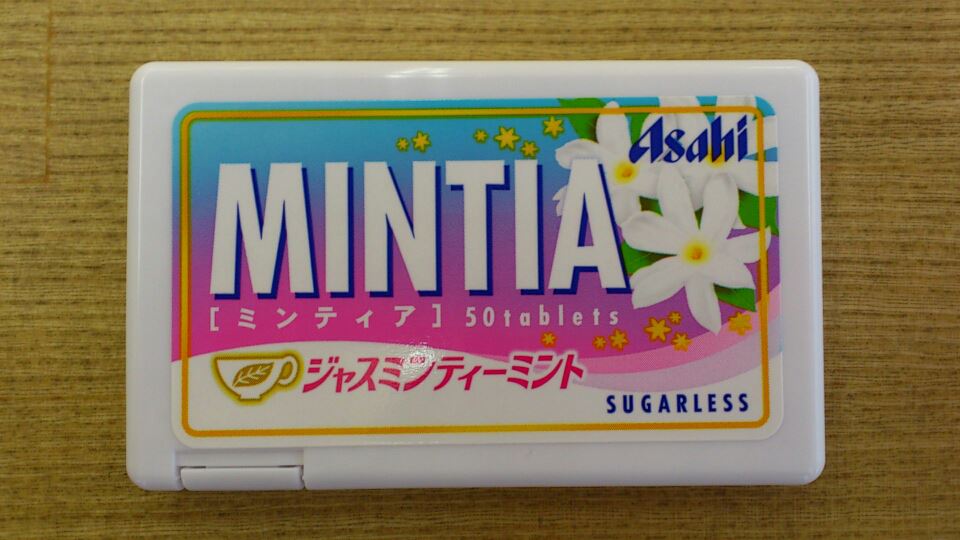 Asahi
MINTIA
[ミンティア] 50tablets
ジャスミンティーミント
SUGARLESS